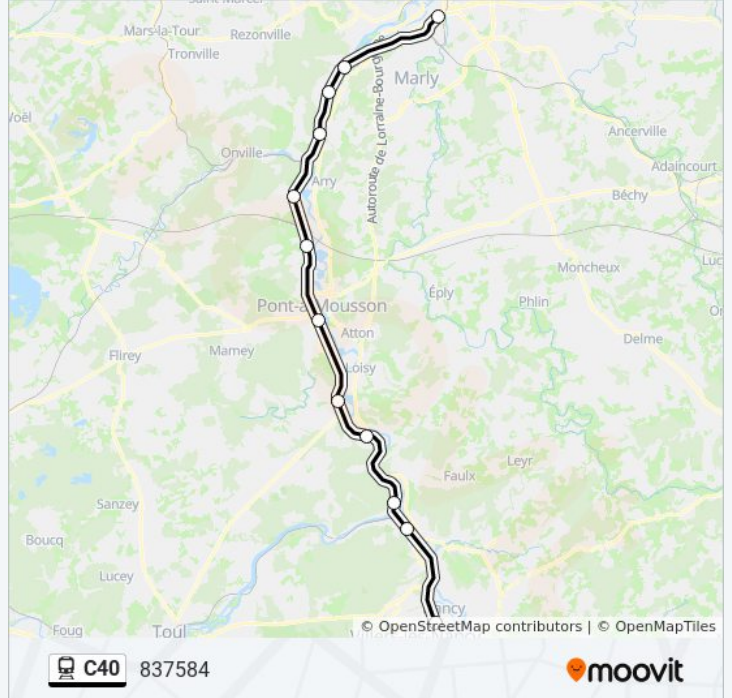 Mars-la-Tour
Rezonville
Tronville
Marly
Autoroute de Lorraine-Bourgogne
Ancerville
Onville
Adaincourt
Arry
Béchy
Moncheux
Éply
Pont-à-Mousson
Phlin
Atton
Delme
Flirey
Mamey
Loisy
Leyr
Faulx
Sanzey
Boucq
Lucey
ncy
Foug
Toul
© OpenStreetMap contributors | © OpenMapTiles
C40 837584
moovit